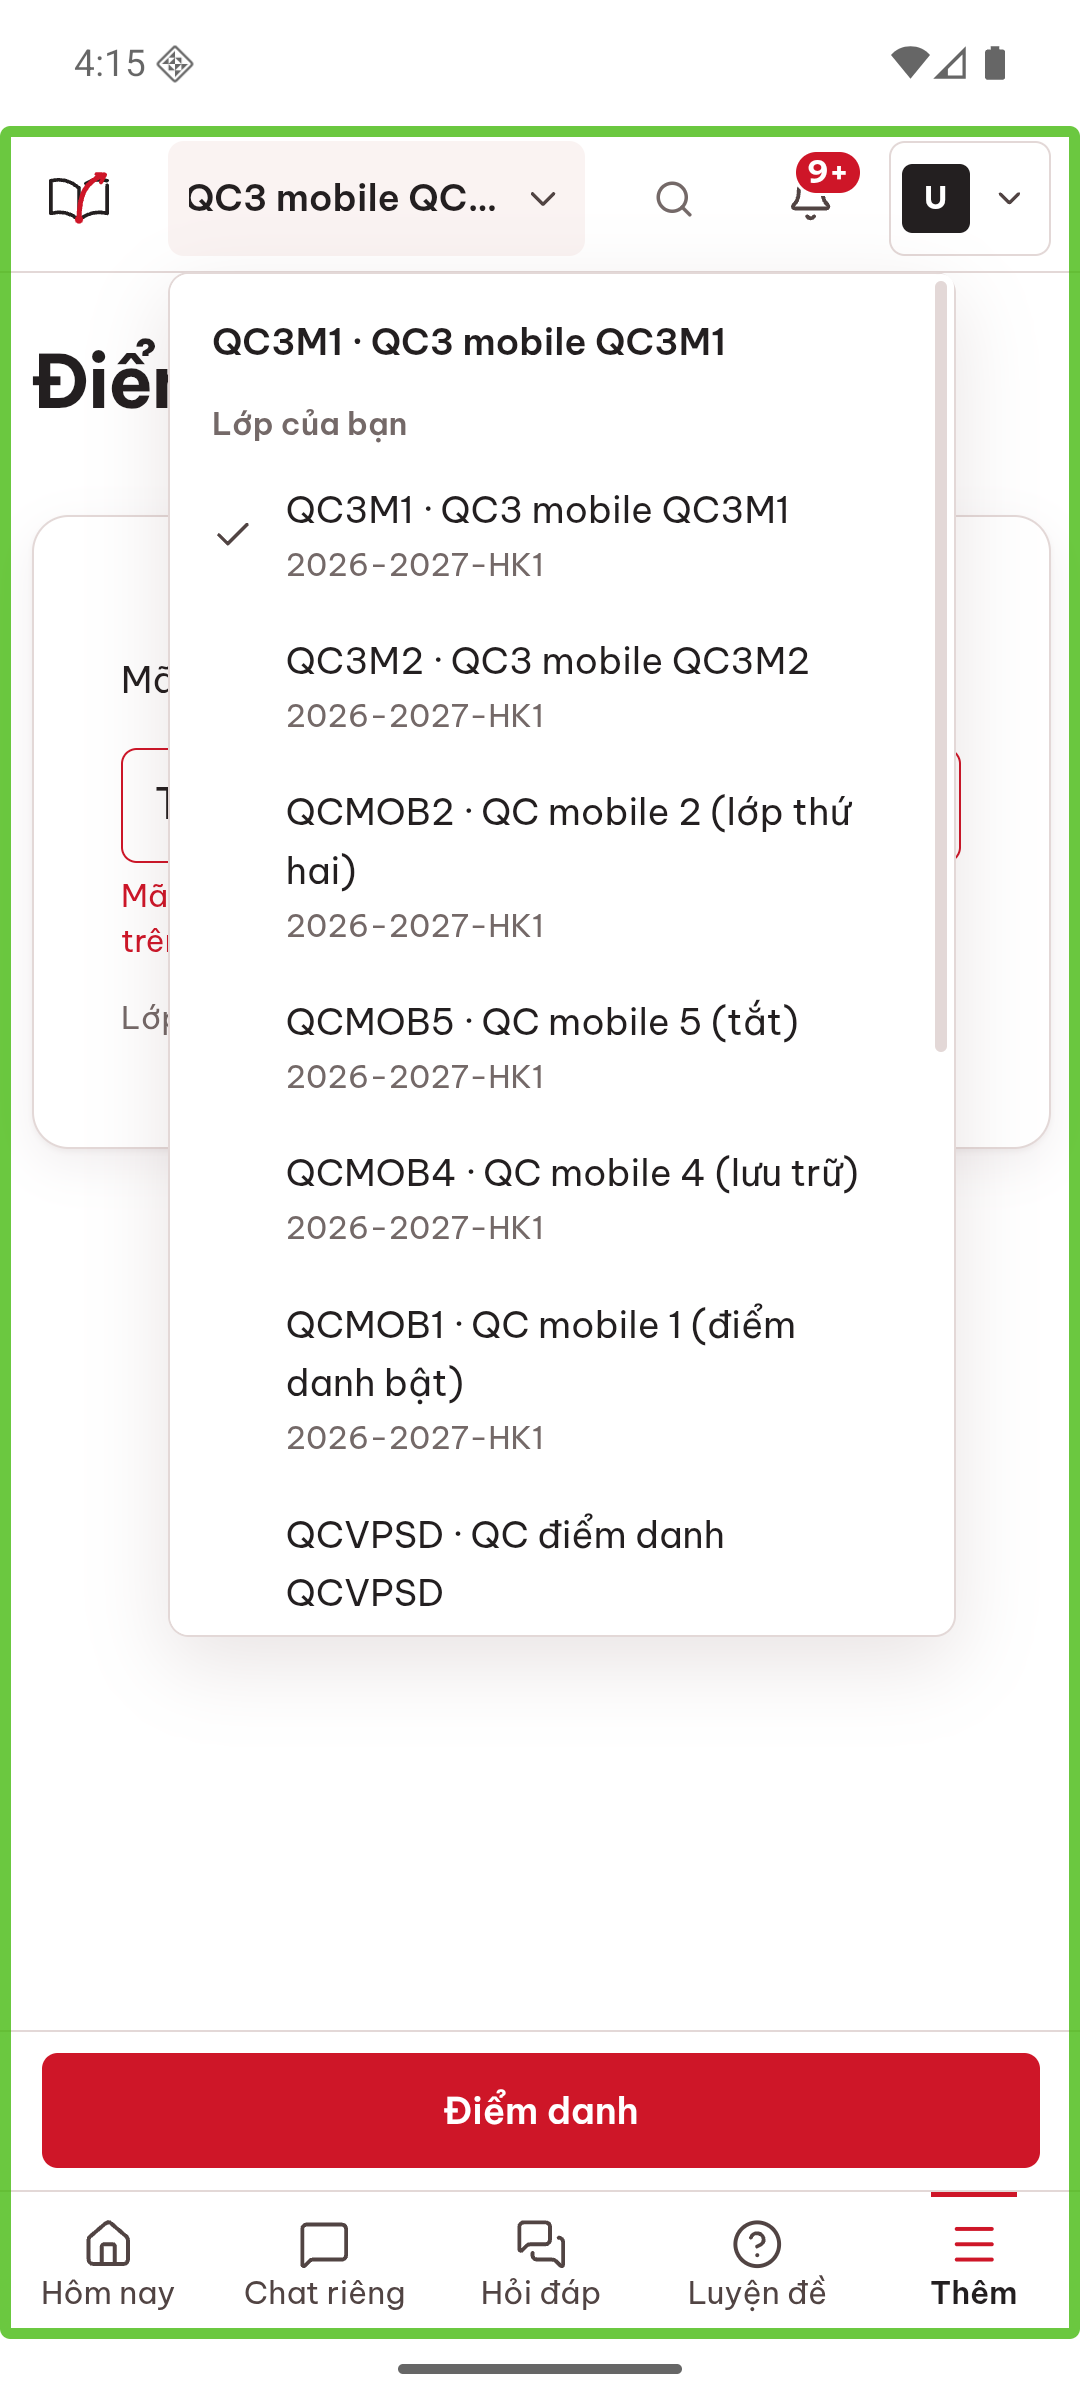 4:15
QC3 mobile QC...
9+
U
QC3M1 · QC3 mobile QC3M1
Lớp của bạn
QC3M1 · QC3 mobile QC3M1
2026-2027-HK1
QC3M2 · QC3 mobile QC3M2
2026-2027-HK1
QCMOB2 · QC mobile 2 (lớp thứ
hai)
2026-2027-HK1
QCMOB5 · QC mobile 5 (tắt)
2026-2027-HK1
QCMOB4 · QC mobile 4 (lưu trữ)
2026-2027-HK1
QCMOB1 · QC mobile 1 (điểm
danh bật)
2026-2027-HK1
QCVPSD · QC điểm danh
QCVPSD
Mã
Điểm danh
Hôm nay
Chat riêng
Hỏi đáp
Luyện đề
Thêm